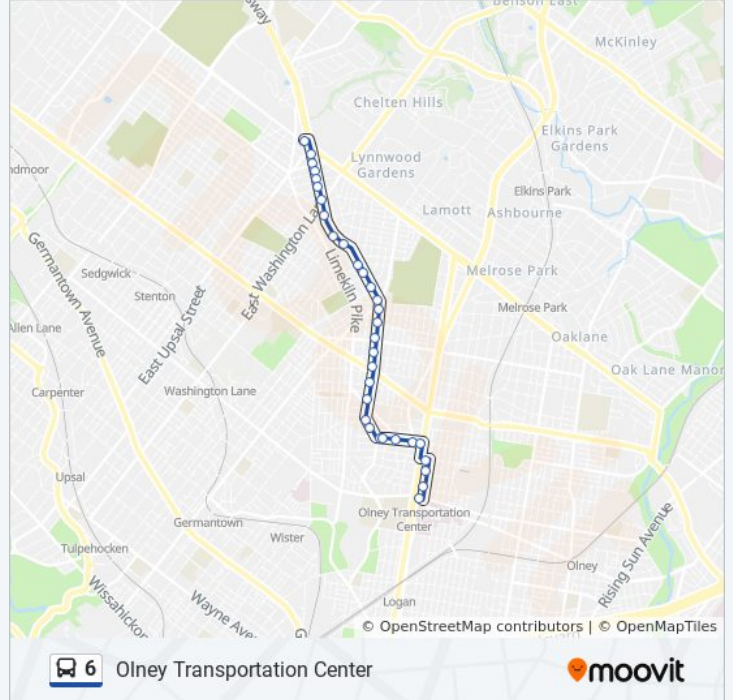 Benson East
sway
McKinley
Chelten Hills
Elkins Park
Gardens
Lynnwood
Gardens
ndmoor
Elkins Park
Lamott
Ashbourne
East Washington La
Germantown Avenue
Limekiln Pike
Sedgwick
Melrose Park
Stenton
East Upsal Street
Melrose Park
Allen Lane
Oaklane
Oak Lane Manor
Carpenter
Washington Lane
Upsal
Olney Transportation
Center
Germantown
Wister
Rising Sun Avenue
Tulpehocken
Olney
Wissahickon
Wayne Ave
G
Logan
© OpenStreetMap contributors | © OpenMapTiles
6 Olney Transportation Center
moovit